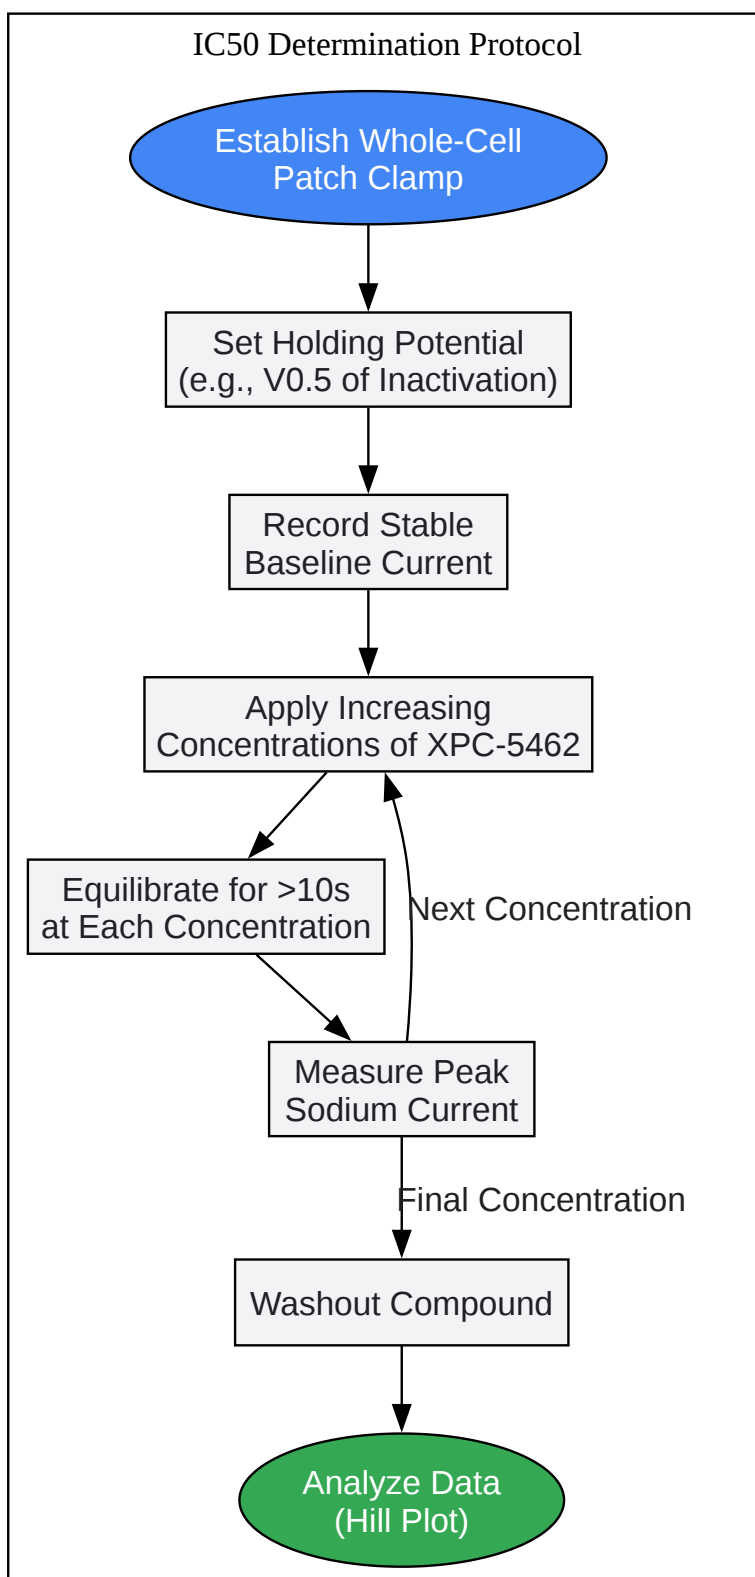 IC50 Determination Protocol
Establish Whole-Cell
Patch Clamp
Set Holding Potential
(e.g., V0.5 of Inactivation)
Record Stable
Baseline Current
Apply Increasing
Concentrations of XPC-5462
Equilibrate for >10s
at Each Concentration
Next Concentration
Measure Peak
Sodium Current
Final Concentration
Washout Compound
Analyze Data
(Hill Plot)